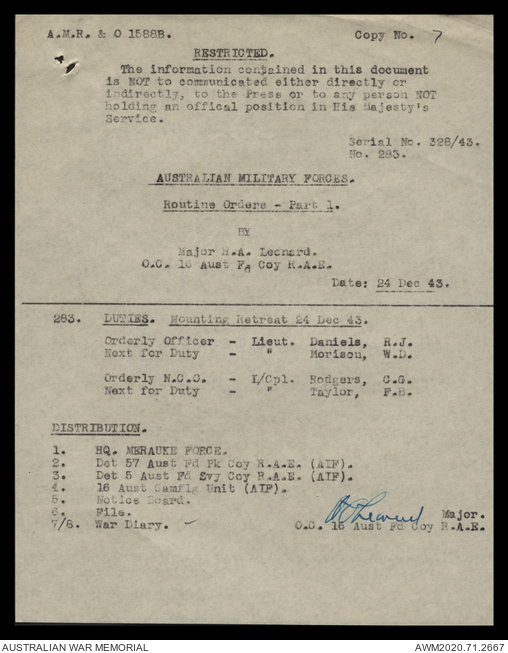 A.M.R. & O 1588B. Copy No. 7
RESTRICTED.
The information contained in this document
is NOT to communicated either directly or
indirectly, to the Press or to any person NOT
holding an offical position in His Majesty's
Service.
Serial No. 328/43.
No. 283.
AUSTRALIAN MILITARY FORCES.
Routine Orders - Part 1.
BY
Major H.A. Leonard.
O.C. 16 Aust Fd Coy R.A.E.
Date: 24 Dec 43.
283. DUTIES. Mounting Retreat 24 Dec 43.
Orderly Officer - Lieut. Daniels, R.J.
Next for Duty - " Morison, W.D.
Orderly N.C.O. - L/Cpl. Rodgers, C.G.
Next for Duty - " Taylor, F.B.
DISTRIBUTION.
1. HQ. MERAUKE FORCE.
2. Det 57 Aust Fd Pk Coy R.A.E. (AIF).
3. Det 5 Aust Fd Svy Coy R.A.E. (AIF).
4. 16 Aust Camflg Unit (AIF).
5. Notice Board.
6. File.
7/8. War Diary.
Major.
O.C. 16 Aust Fd Coy R.A.E.
AUSTRALIAN WAR MEMORIAL AWM2020.71.2667